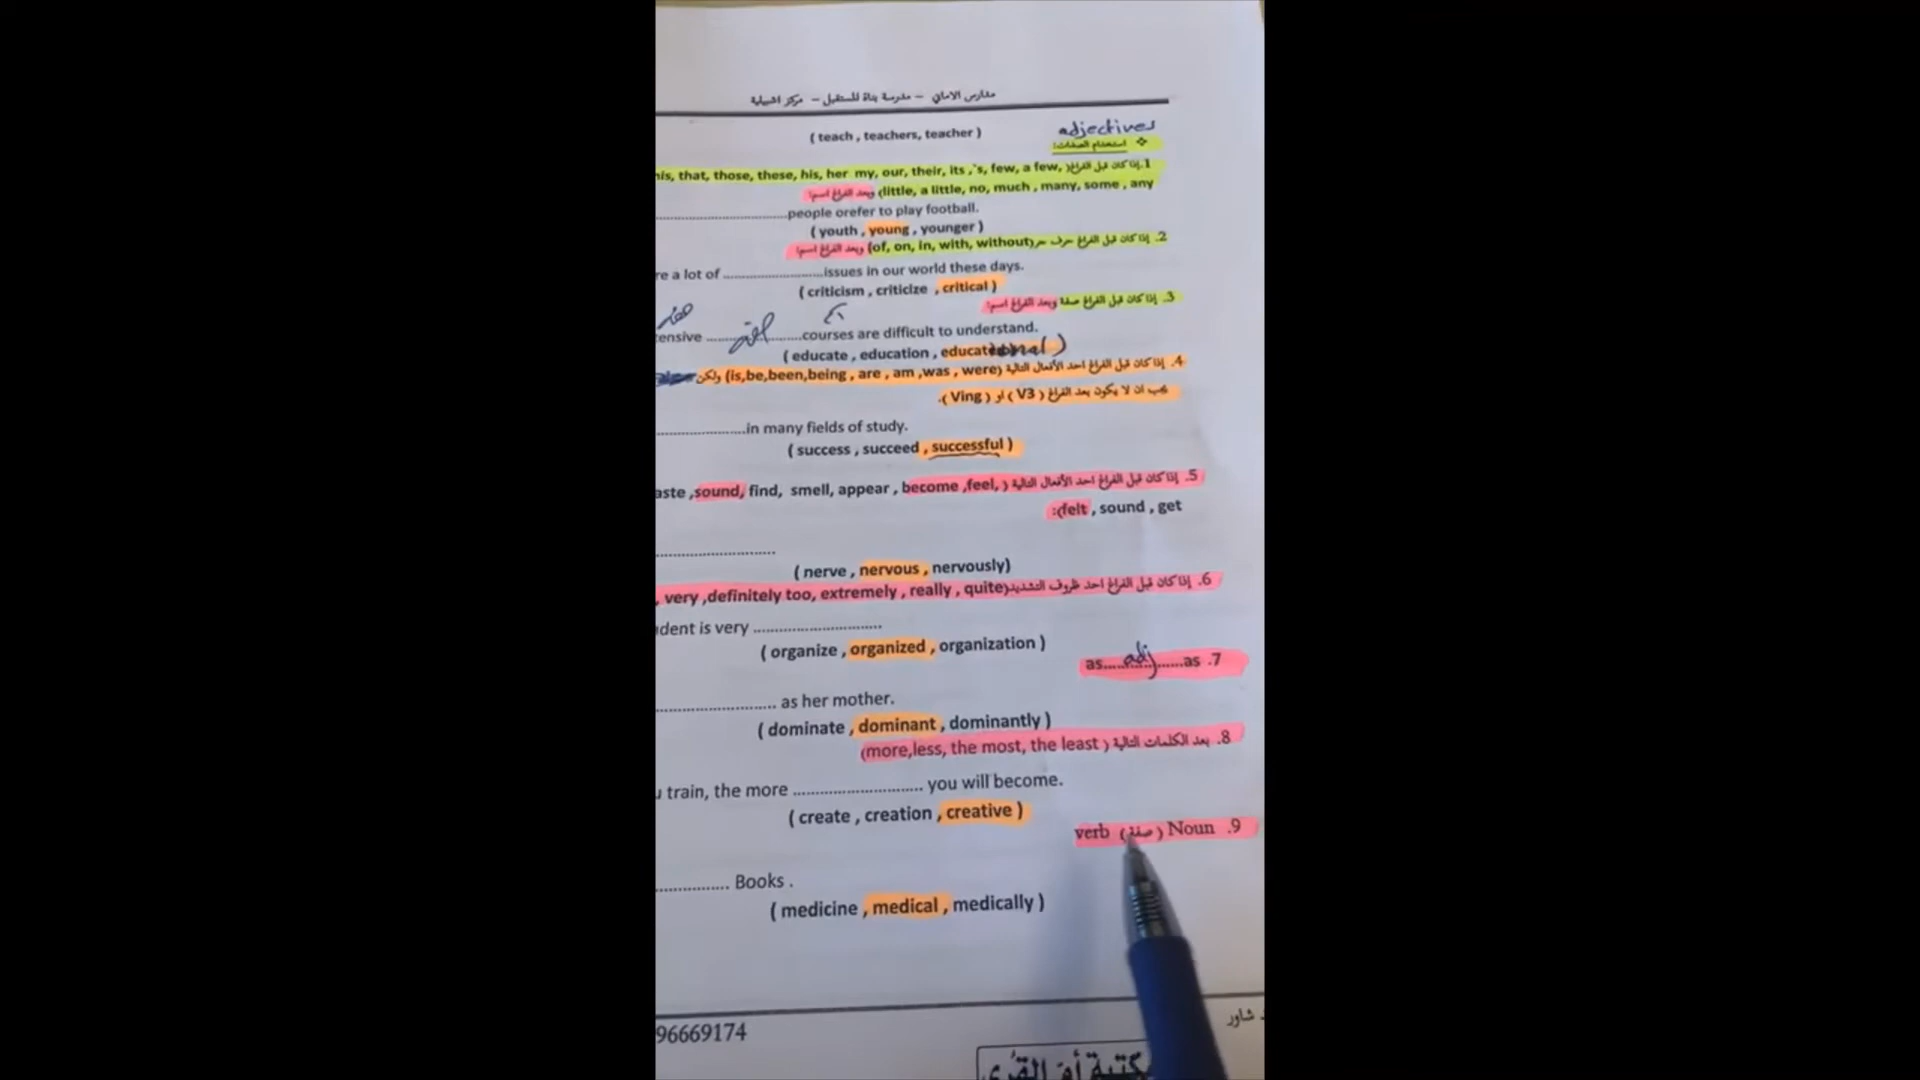 مدارس الاماني - مدرسة بناة المستقبل - مركز اشبيلية
( teach , teachers, teacher )
adjectives
❖ استخدام الصفات:
1.إذا كان قبل الفراغ( his, that, those, these, his, her my, our, their, its ,'s, few, a few,
little, a little, no, much , many, some , any) وبعد الفراغ اسم:
..............................people orefer to play football.
( youth , young , younger )
2. إذا كان قبل الفراغ حرف جر(of, on, in, with, without) وبعد الفراغ اسم:
re a lot of ..............................issues in our world these days.
( criticism , criticize , critical )
3. إذا كان قبل الفراغ صفة وبعد الفراغ اسم:
صفة
tensive ..............................courses are difficult to understand.
( educate , education , educational )
4. إذا كان قبل الفراغ احد الأفعال التالية (is,be,been,being , are , am ,was , were) ولكن
يجب ان لا يكون بعد الفراغ ( V3 ) او ( Ving ).
..............................in many fields of study.
( success , succeed , successful )
5. إذا كان قبل الفراغ احد الأفعال التالية ( aste ,sound, find, smell, appear , become ,feel,
felt , sound , get):
..............................
( nerve , nervous , nervously)
6. إذا كان قبل الفراغ احد ظروف التشديد(, very ,definitely too, extremely , really , quite
udent is very ..............................
( organize , organized , organization )
7. as.....adj......as
.............................. as her mother.
( dominate , dominant , dominantly )
8. بعد الكلمات التالية ( more,less, the most, the least)
u train, the more .............................. you will become.
( create , creation , creative )
9. Noun ( صفة ) verb
.............................. Books .
( medicine , medical , medically )
96669174
شاور
مكتبة أم القرى